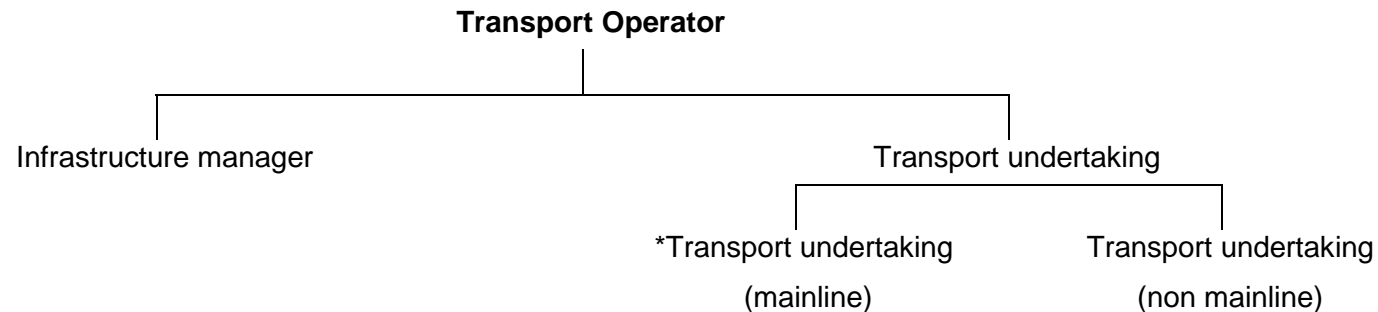 Transport Operator
Infrastructure manager
Transport undertaking
*Transport undertaking
(mainline)
Transport undertaking
(non mainline)